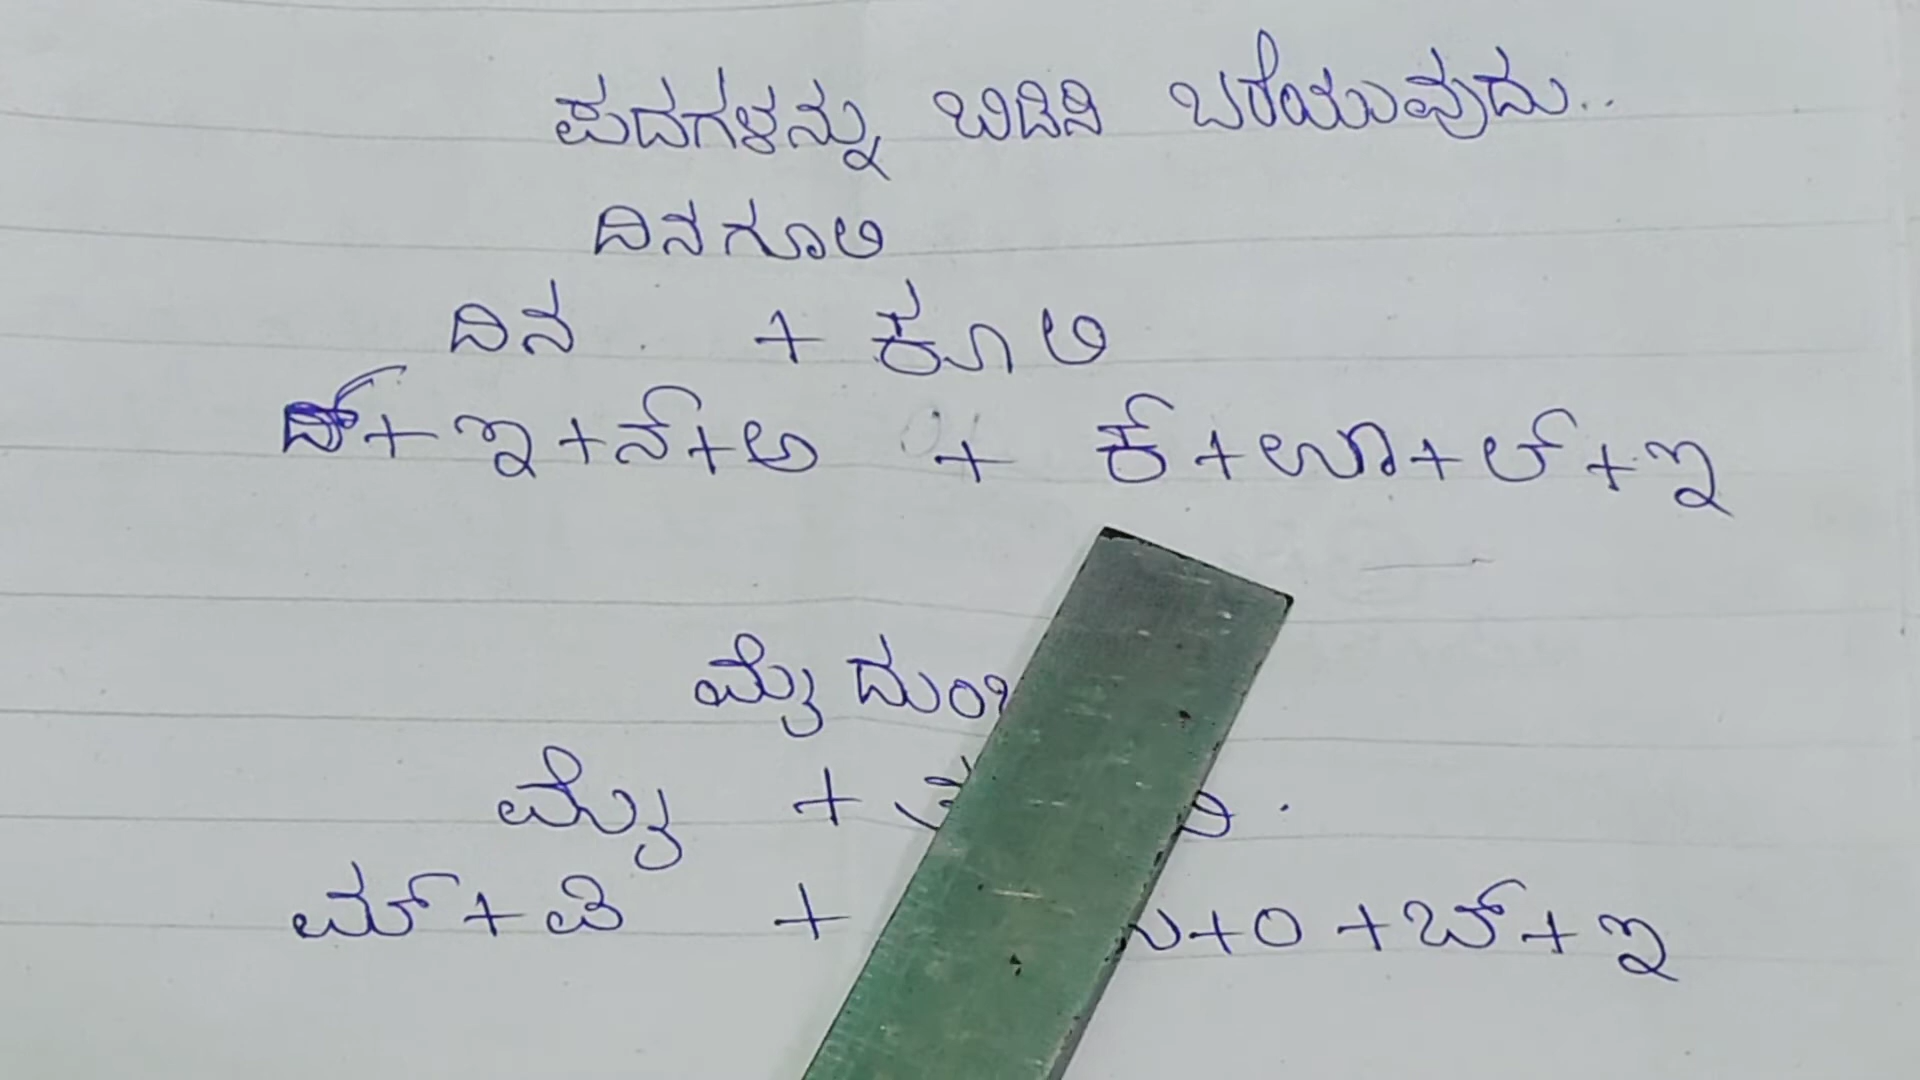 ಪದಗಳನ್ನು ಬಿಡಿಸಿ ಬರೆಯುವುದು..
ದಿನಗೂಲಿ
ದಿನ + ಕೂಲಿ
ದ್+ಇ+ನ್+ಅ + ಕ್+ಊ+ಲ್+ಇ
+
ಮ್+ಐ + +ಂ+ಬ್+ಇ